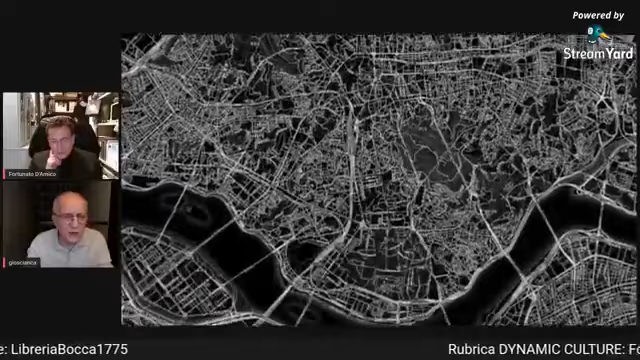 Powered by
StreamYard
Fortunato D'Amico
gioscianca
e: LibreriaBocca1775
Rubrica DYNAMIC CULTURE: Fo